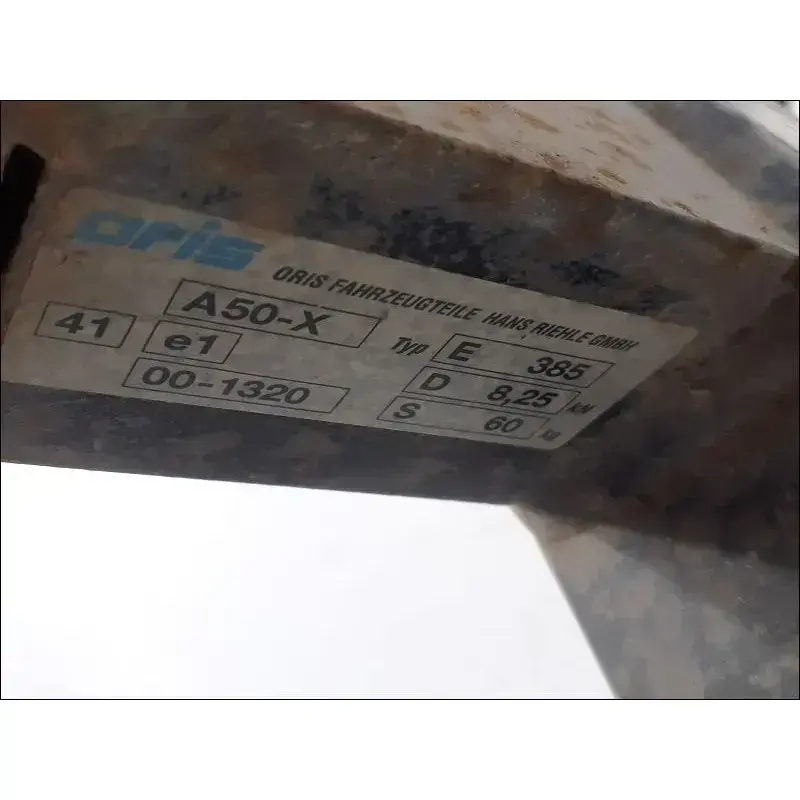 oris
ORIS FAHRZEUGTEILE HANS RIEHLE GMBH
41
A50-X
e1
00-1320
Typ E 385
D 8,25 KN
S 60 kg